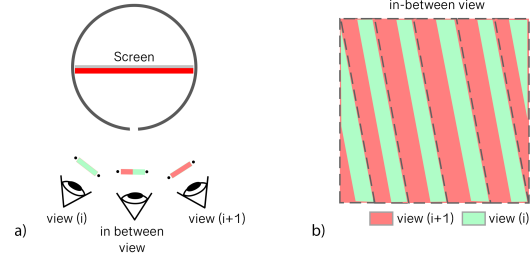 Screen
view (i)
in between
view
view (i+1)
a)
in-between view
b)
view (i+1)
view (i)